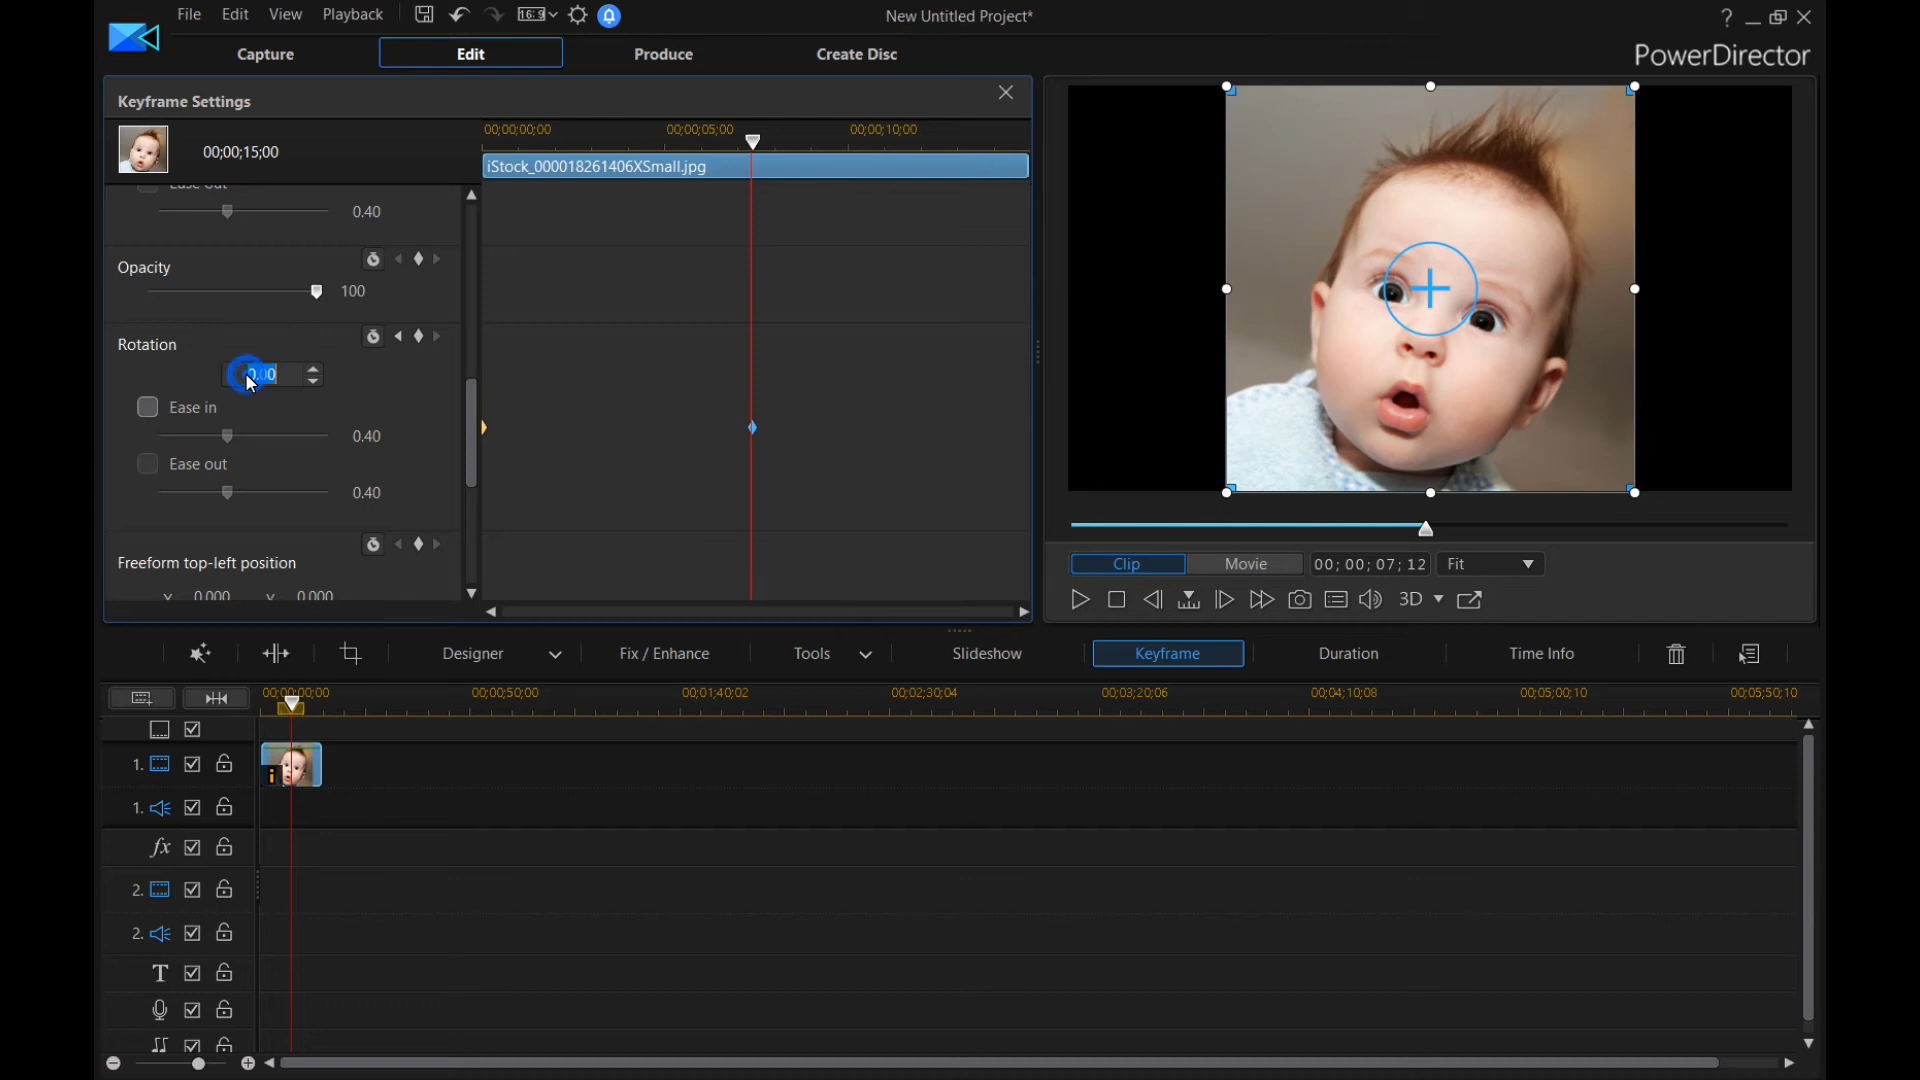 File Edit View Playback 16:9 New Untitled Project* ?
Capture Edit Produce Create Disc PowerDirector
Keyframe Settings
00;00;00;00 00;00;05;00 00;00;10;00
00;00;15;00
iStock_000018261406XSmall.jpg
Ease Out
0.40
Opacity
100
Rotation
0.00
Ease in
0.40
Ease out
0.40
Freeform top-left position
X 0.000 Y 0.000
Clip Movie 00; 00; 07; 12 Fit
3D
Designer Fix / Enhance Tools Slideshow Keyframe Duration Time Info
00;00;00;00 00;00;50;00 00;01;40;02 00;02;30;04 00;03;20;06 00;04;10;08 00;05;00;10 00;05;50;10
1.
i
1.
fx
2.
2.
T